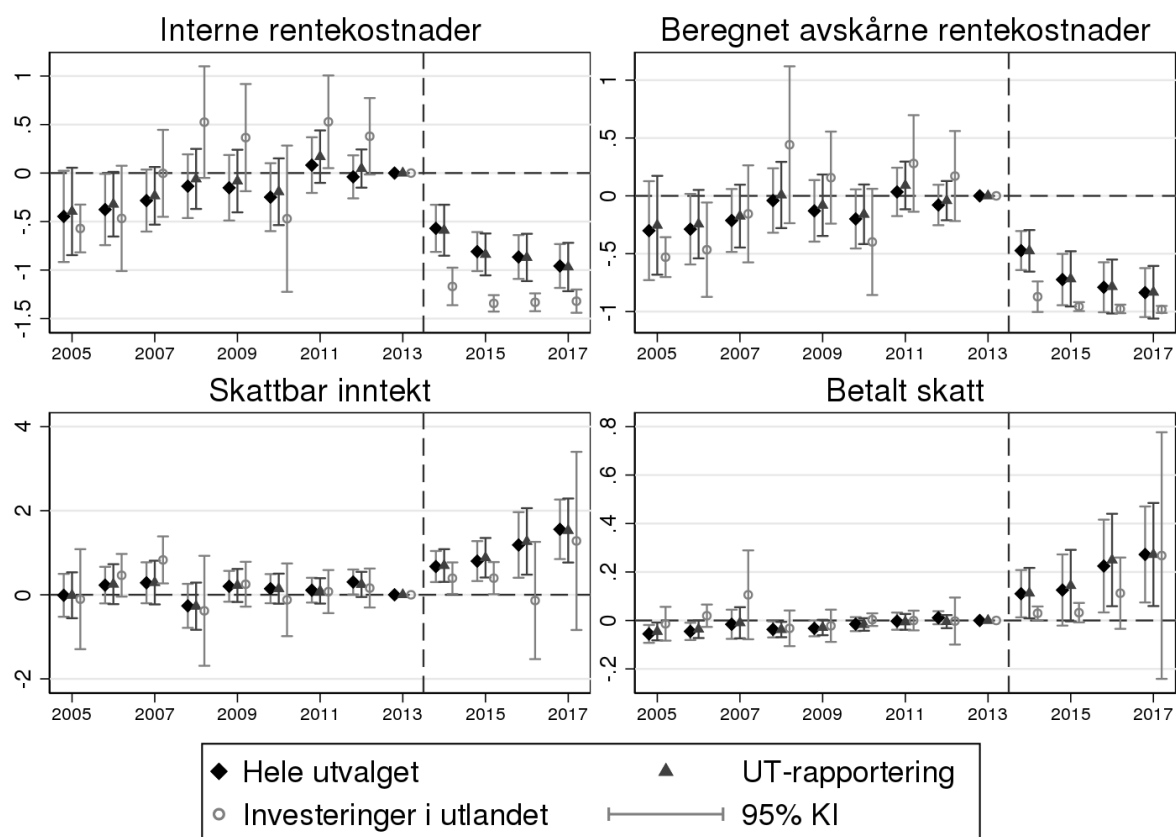 Interne rentekostnader
Beregnet avskårne rentekostnader
1
.5
0
-.5
-1
-1.5
2005 2007 2009 2011 2013 2015 2017
1
.5
0
-.5
-1
2005 2007 2009 2011 2013 2015 2017
Skattbar inntekt
Betalt skatt
4
2
0
-2
2005 2007 2009 2011 2013 2015 2017
.8
.6
.4
.2
0
-.2
2005 2007 2009 2011 2013 2015 2017
Hele utvalget
UT-rapportering
Investeringer i utlandet
95% KI